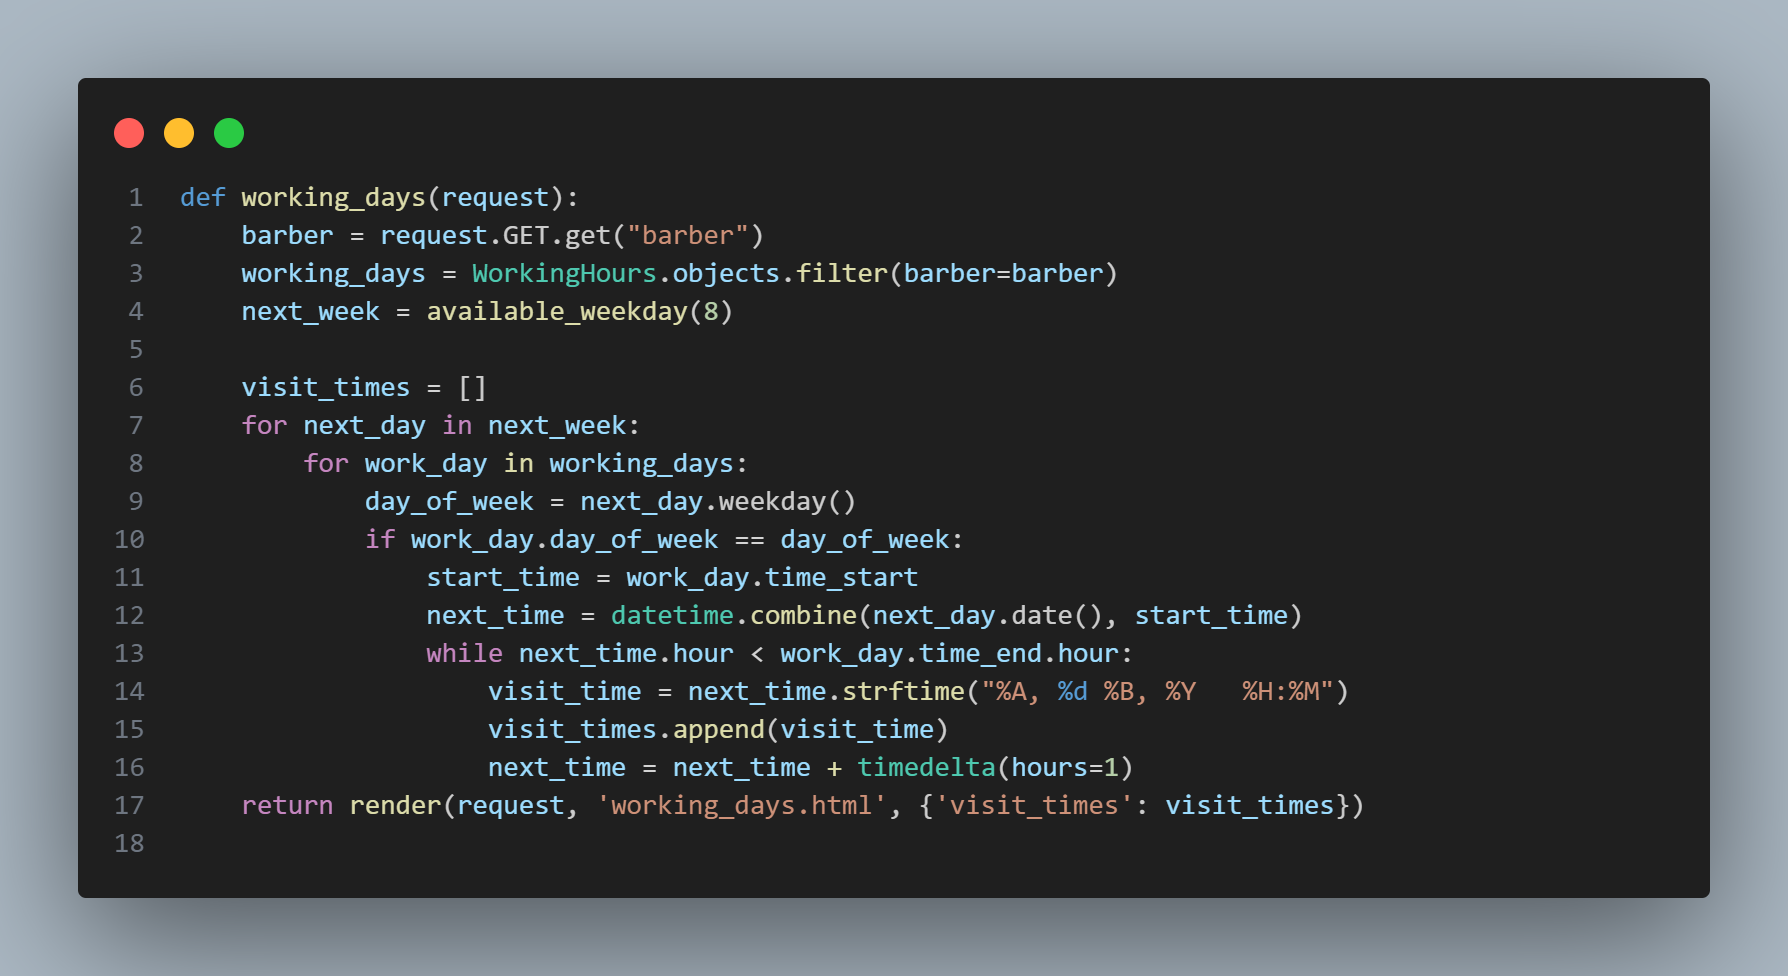 1 def working_days(request):
2     barber = request.GET.get("barber")
3     working_days = WorkingHours.objects.filter(barber=barber)
4     next_week = available_weekday(8)
5
6     visit_times = []
7     for next_day in next_week:
8         for work_day in working_days:
9             day_of_week = next_day.weekday()
10             if work_day.day_of_week == day_of_week:
11                 start_time = work_day.time_start
12                 next_time = datetime.combine(next_day.date(), start_time)
13                 while next_time.hour < work_day.time_end.hour:
14                     visit_time = next_time.strftime("%A, %d %B, %Y   %H:%M")
15                     visit_times.append(visit_time)
16                     next_time = next_time + timedelta(hours=1)
17     return render(request, 'working_days.html', {'visit_times': visit_times})
18